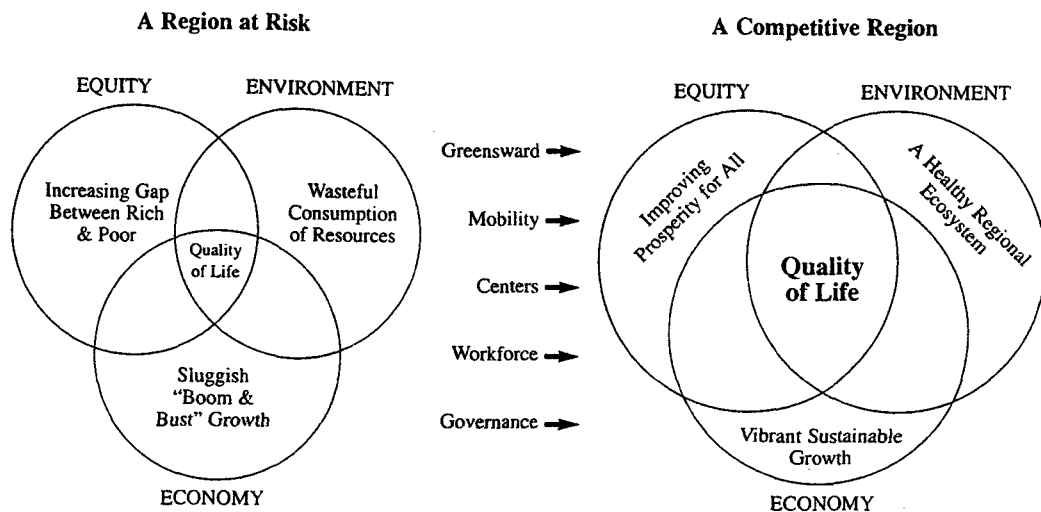 A Region at Risk
EQUITY
ENVIRONMENT
Increasing Gap
Between Rich
& Poor
Wasteful
Consumption
of Resources
Quality
of Life
Sluggish
“Boom &
Bust” Growth
ECONOMY
Greensward
Mobility
Centers
Workforce
Governance
A Competitive Region
EQUITY
ENVIRONMENT
Improving
Prosperity for All
A Healthy Regional
Ecosystem
Quality
of Life
Vibrant Sustainable
Growth
ECONOMY